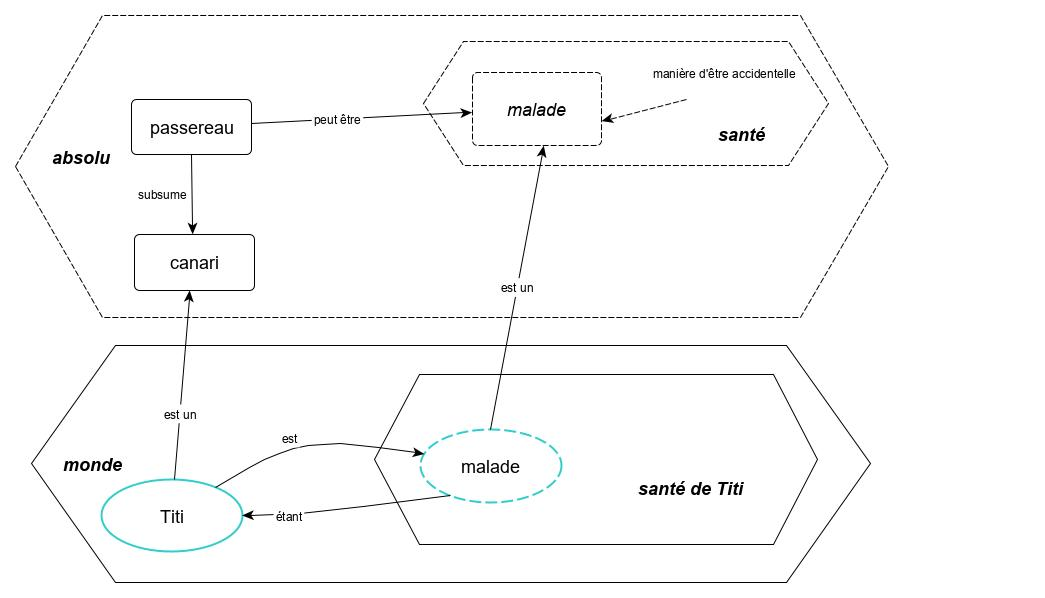 manière d'être accidentelle
malade
peut être
passereau
santé
absolu
subsume
canari
est un
est un
est
monde
malade
santé de Titi
Titi
étant